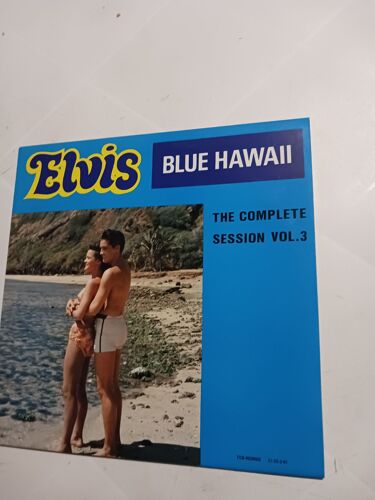 Elvis
BLUE HAWAII
THE COMPLETE
SESSION VOL.3